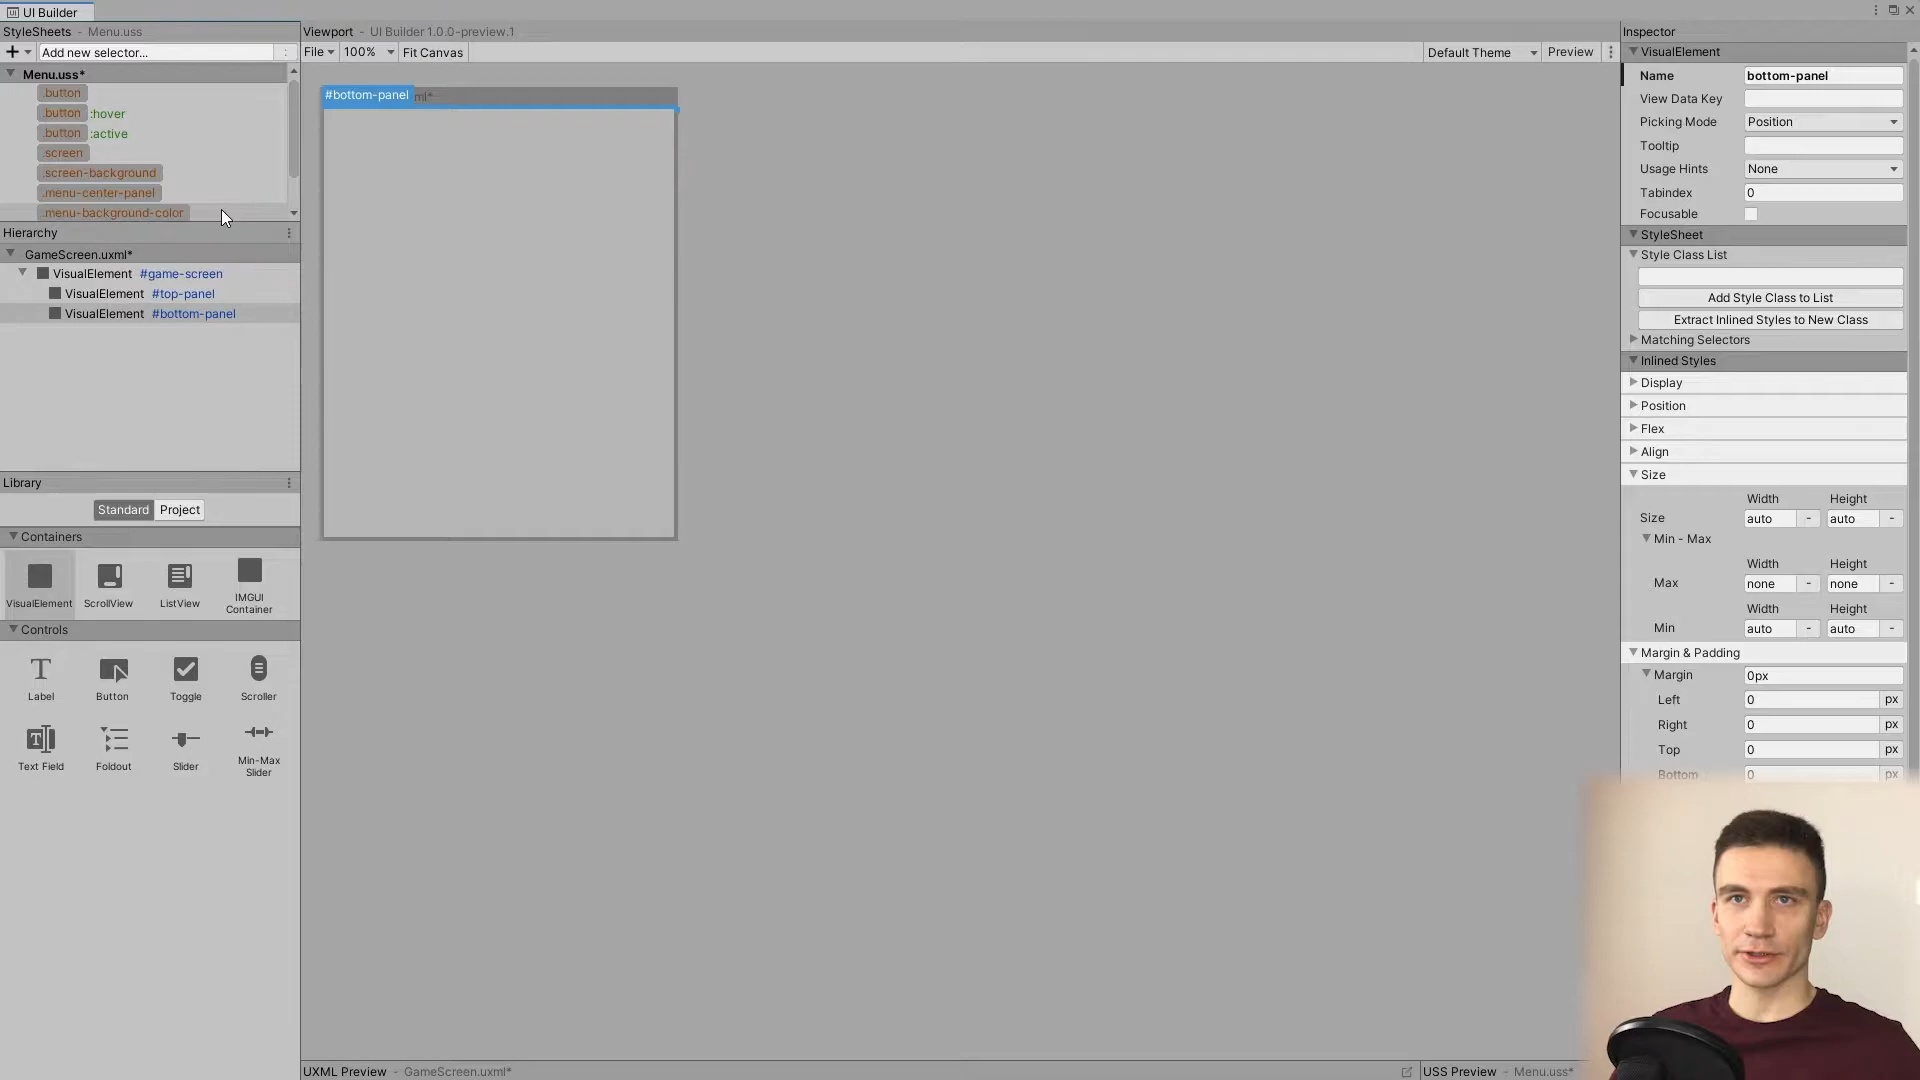 UI Builder
StyleSheets - Menu.uss
Add new selector...
Menu.uss*
.button
.button :hover
.button :active
.screen
.screen-background
.menu-center-panel
.menu-background-color
Hierarchy
GameScreen.uxml*
VisualElement #game-screen
VisualElement #top-panel
VisualElement #bottom-panel
Library
Standard Project
Containers
VisualElement ScrollView ListView IMGUI Container
Controls
Label Button Toggle Scroller
Text Field Foldout Slider Min-Max Slider
Viewport - UI Builder 1.0.0-preview.1
File 100% Fit Canvas
Default Theme Preview
#bottom-panel ml*
UXML Preview - GameScreen.uxml*
USS Preview - Menu.uss*
Inspector
VisualElement
Name bottom-panel
View Data Key
Picking Mode Position
Tooltip
Usage Hints None
Tabindex 0
Focusable
StyleSheet
Style Class List
Add Style Class to List
Extract Inlined Styles to New Class
Matching Selectors
Inlined Styles
Display
Position
Flex
Align
Size
Width Height
Size auto - auto -
Min - Max
Width Height
Max none - none -
Width Height
Min auto - auto -
Margin & Padding
Margin 0px
Left 0 px
Right 0 px
Top 0 px
Bottom 0 px